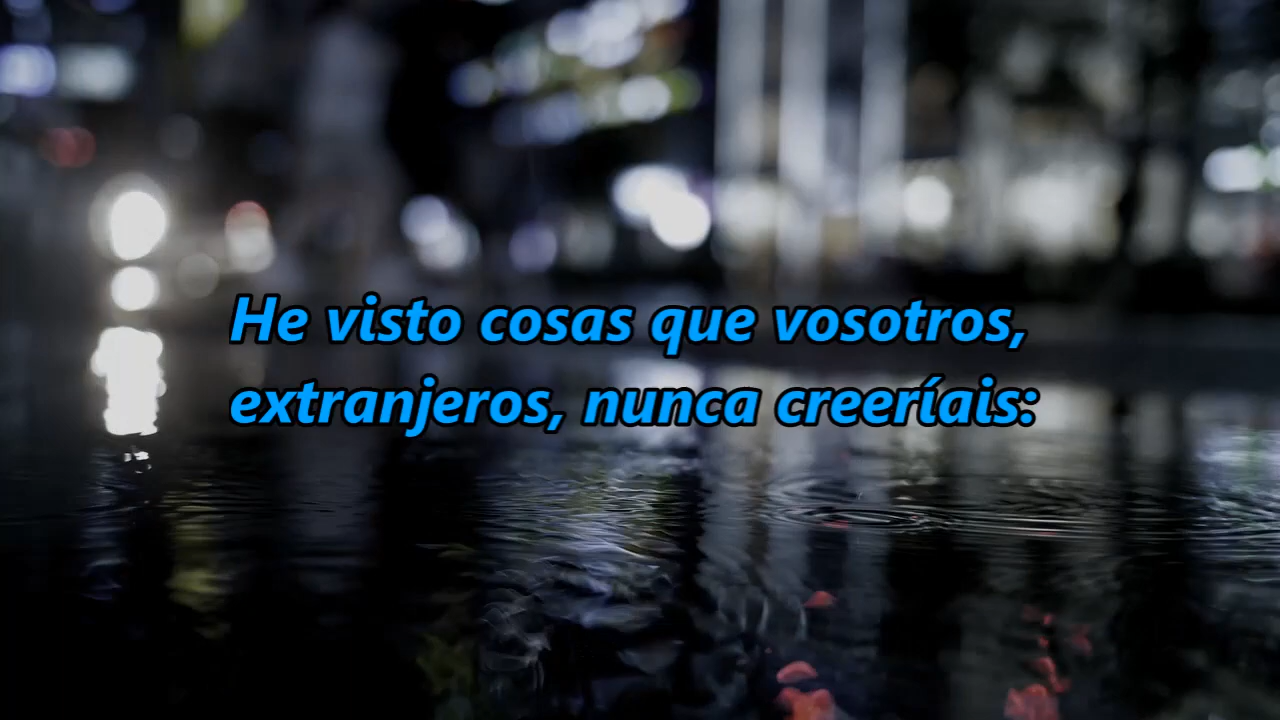 He visto cosas que vosotros,
extranjeros, nunca creeríais: